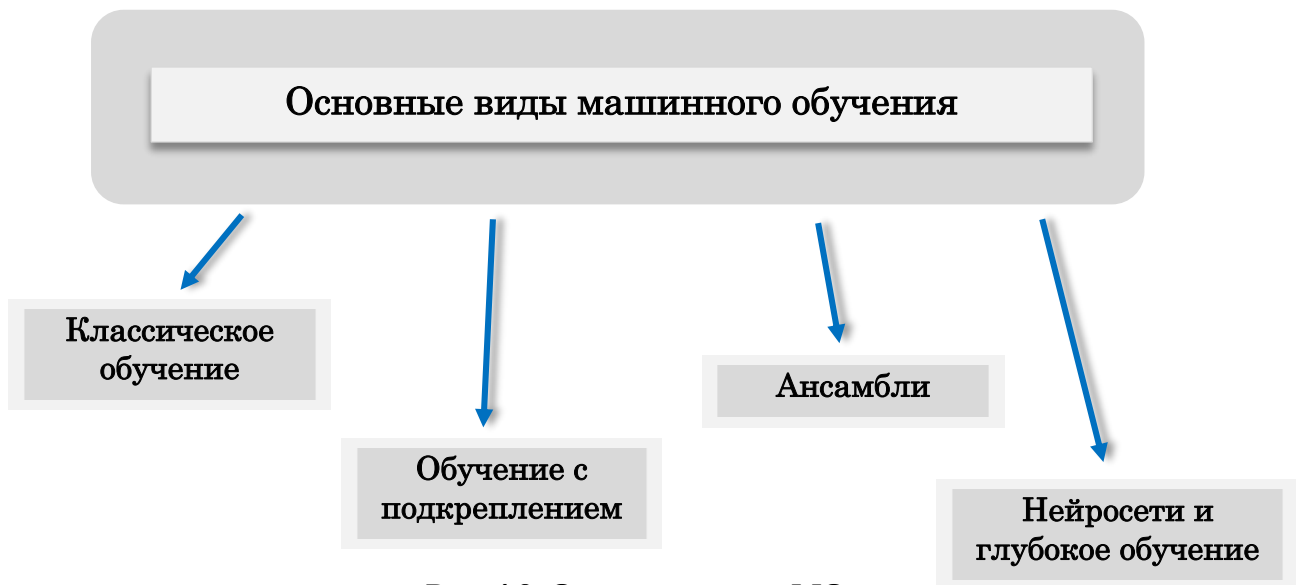 Основные виды машинного обучения
Классическое
обучение
Ансамбли
Обучение с
подкреплением
Нейросети и
глубокое обучение